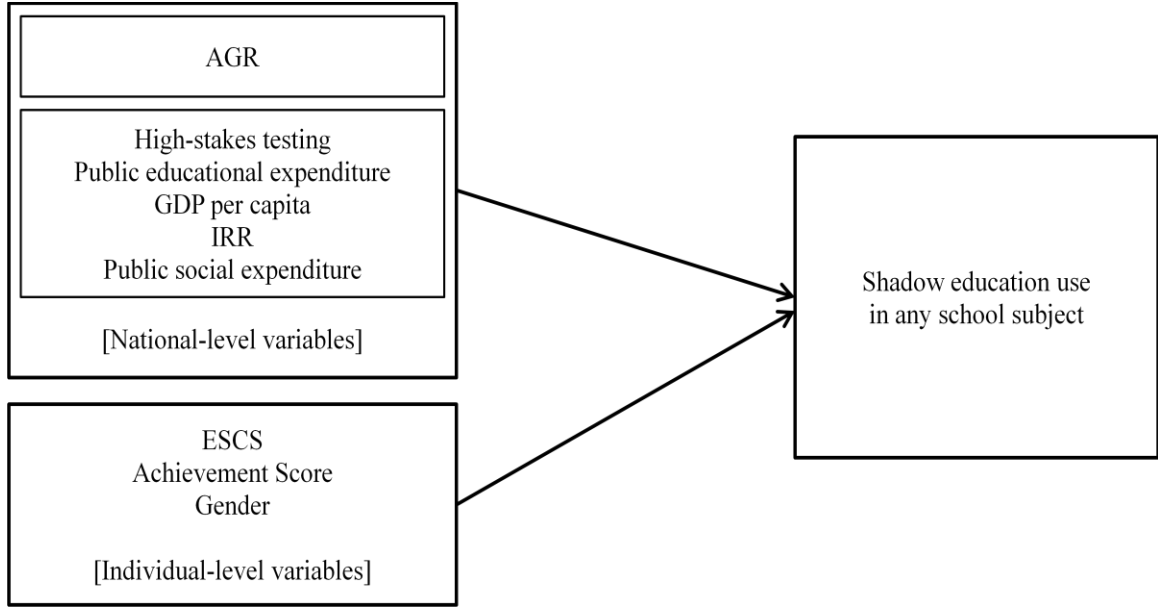 AGR
High-stakes testing
Public educational expenditure
GDP per capita
IRR
Public social expenditure
[National-level variables]
ESCS
Achievement Score
Gender
[Individual-level variables]
Shadow education use
in any school subject